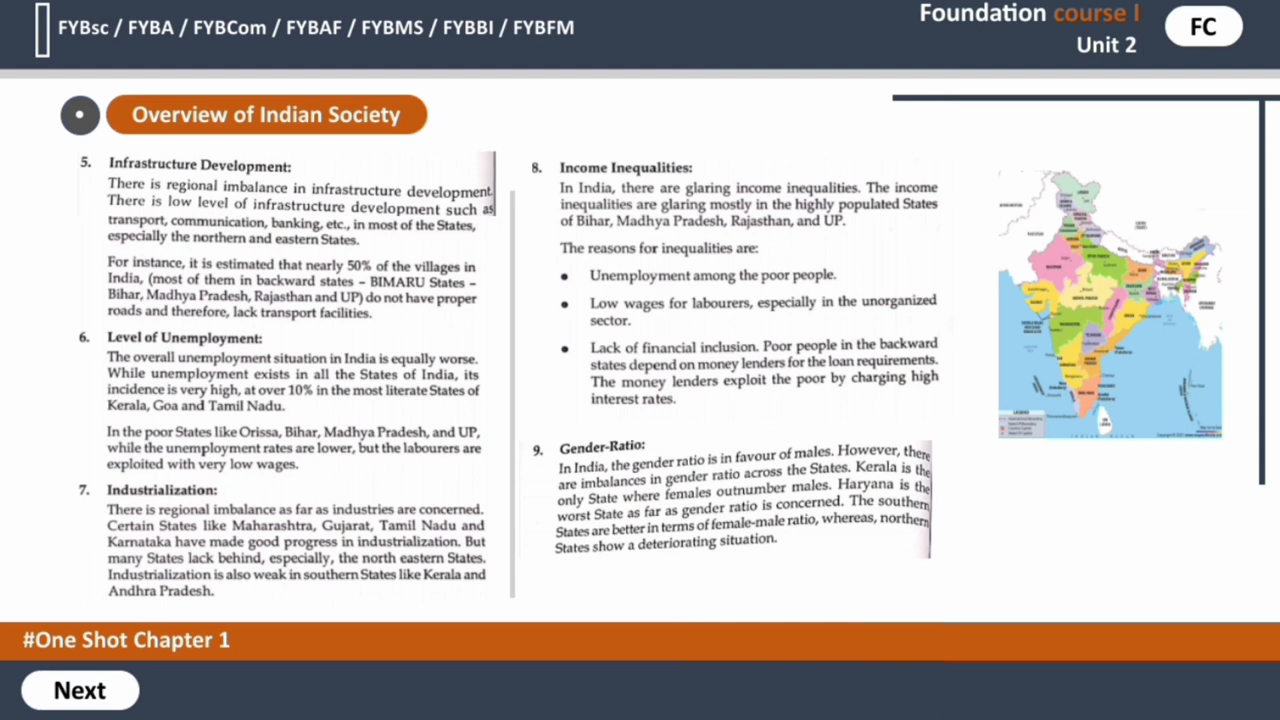 FYBsc / FYBA / FYBCom / FYBAF / FYBMS / FYBBI / FYBFM
Foundation course I
Unit 2
FC
Overview of Indian Society
5. Infrastructure Development:
There is regional imbalance in infrastructure development.
There is low level of infrastructure development such as
transport, communication, banking, etc., in most of the States,
especially the northern and eastern States.
For instance, it is estimated that nearly 50% of the villages in
India, (most of them in backward states – BIMARU States –
Bihar, Madhya Pradesh, Rajasthan and UP) do not have proper
roads and therefore, lack transport facilities.
6. Level of Unemployment:
The overall unemployment situation in India is equally worse.
While unemployment exists in all the States of India, its
incidence is very high, at over 10% in the most literate States of
Kerala, Goa and Tamil Nadu.
In the poor States like Orissa, Bihar, Madhya Pradesh, and UP,
while the unemployment rates are lower, but the labourers are
exploited with very low wages.
7. Industrialization:
There is regional imbalance as far as industries are concerned.
Certain States like Maharashtra, Gujarat, Tamil Nadu and
Karnataka have made good progress in industrialization. But
many States lack behind, especially, the north eastern States.
Industrialization is also weak in southern States like Kerala and
Andhra Pradesh.
8. Income Inequalities:
In India, there are glaring income inequalities. The income
inequalities are glaring mostly in the highly populated States
of Bihar, Madhya Pradesh, Rajasthan, and UP.
The reasons for inequalities are:
• Unemployment among the poor people.
• Low wages for labourers, especially in the unorganized
sector.
• Lack of financial inclusion. Poor people in the backward
states depend on money lenders for the loan requirements.
The money lenders exploit the poor by charging high
interest rates.
9. Gender-Ratio:
In India, the gender ratio is in favour of males. However, there
are imbalances in gender ratio across the States. Kerala is the
only State where females outnumber males. Haryana is the
worst State as far as gender ratio is concerned. The southern
States are better in terms of female-male ratio, whereas, northern
States show a deteriorating situation.
#One Shot Chapter 1
Next